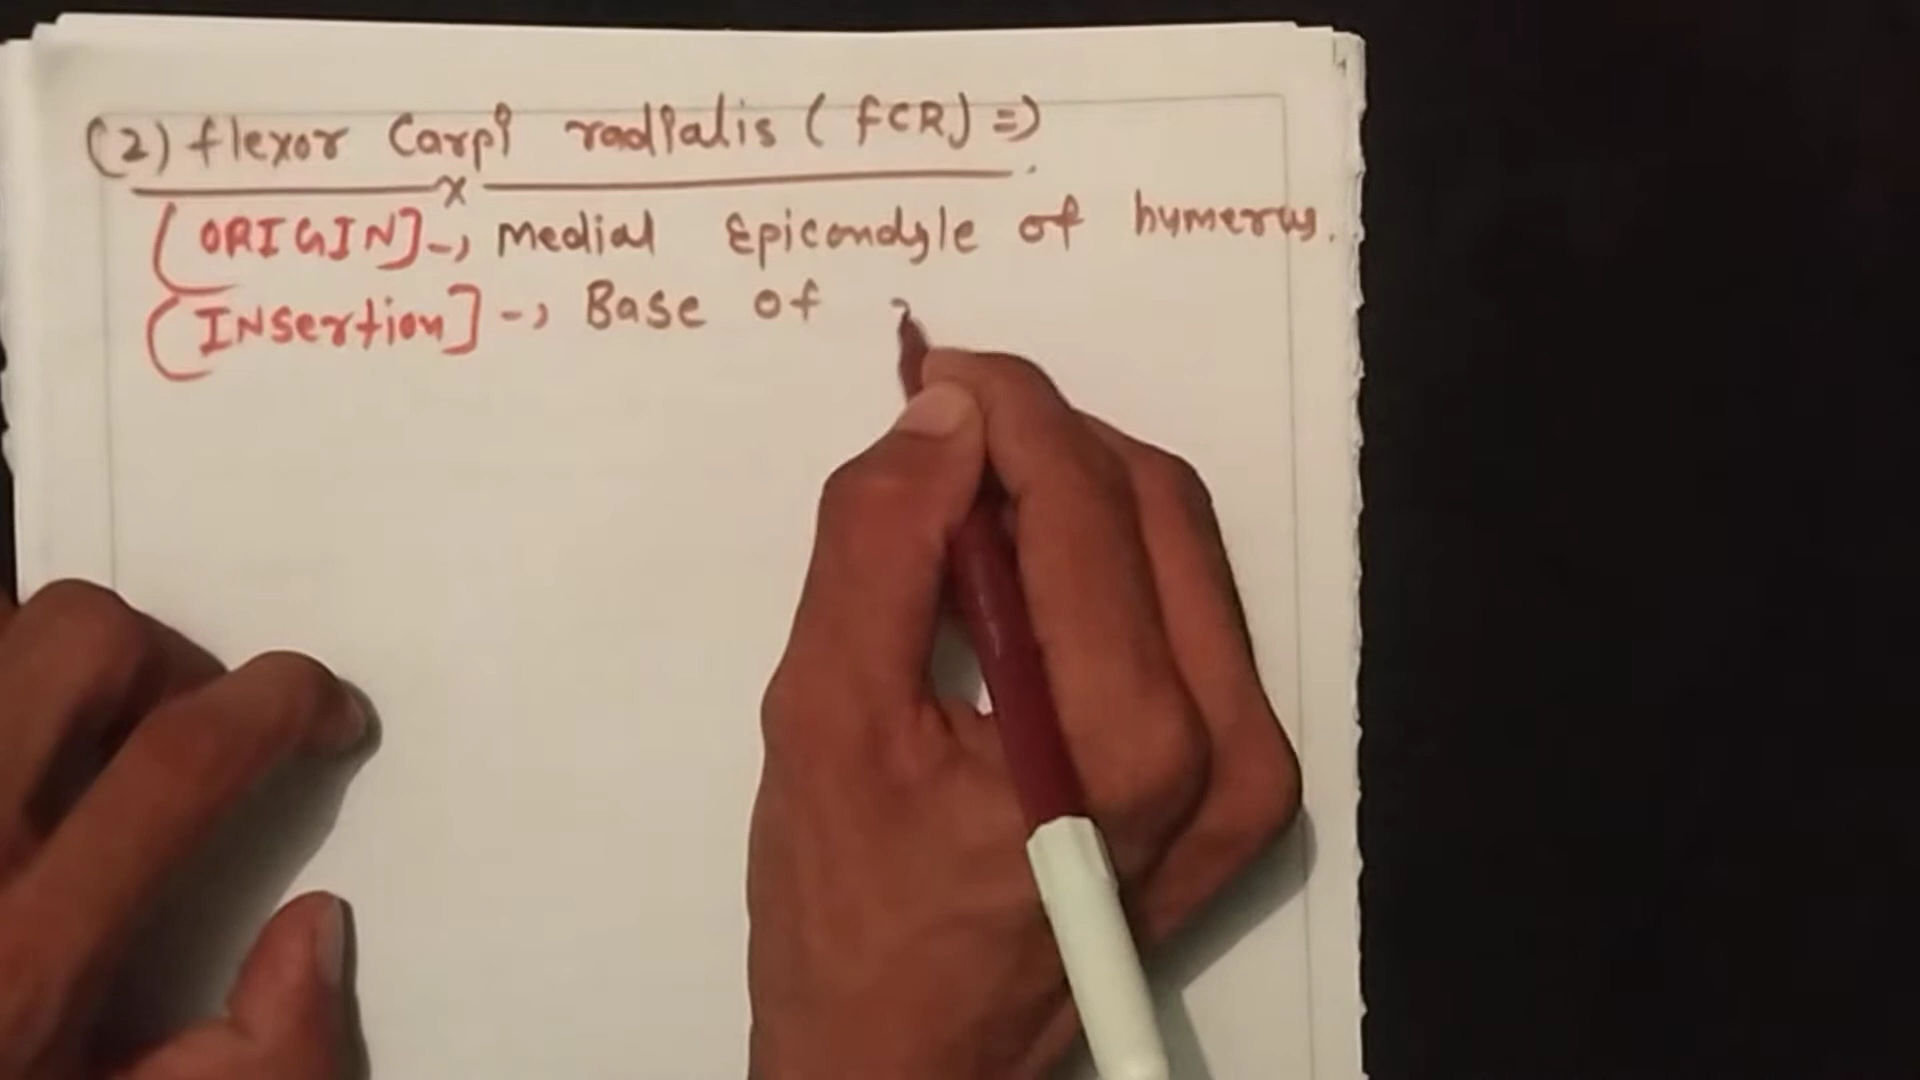 (2) flexor Carpi radialis (FCR) =>
[ORIGIN] -> Medial Epicondyle of humerus.
[INsertion] -> Base of